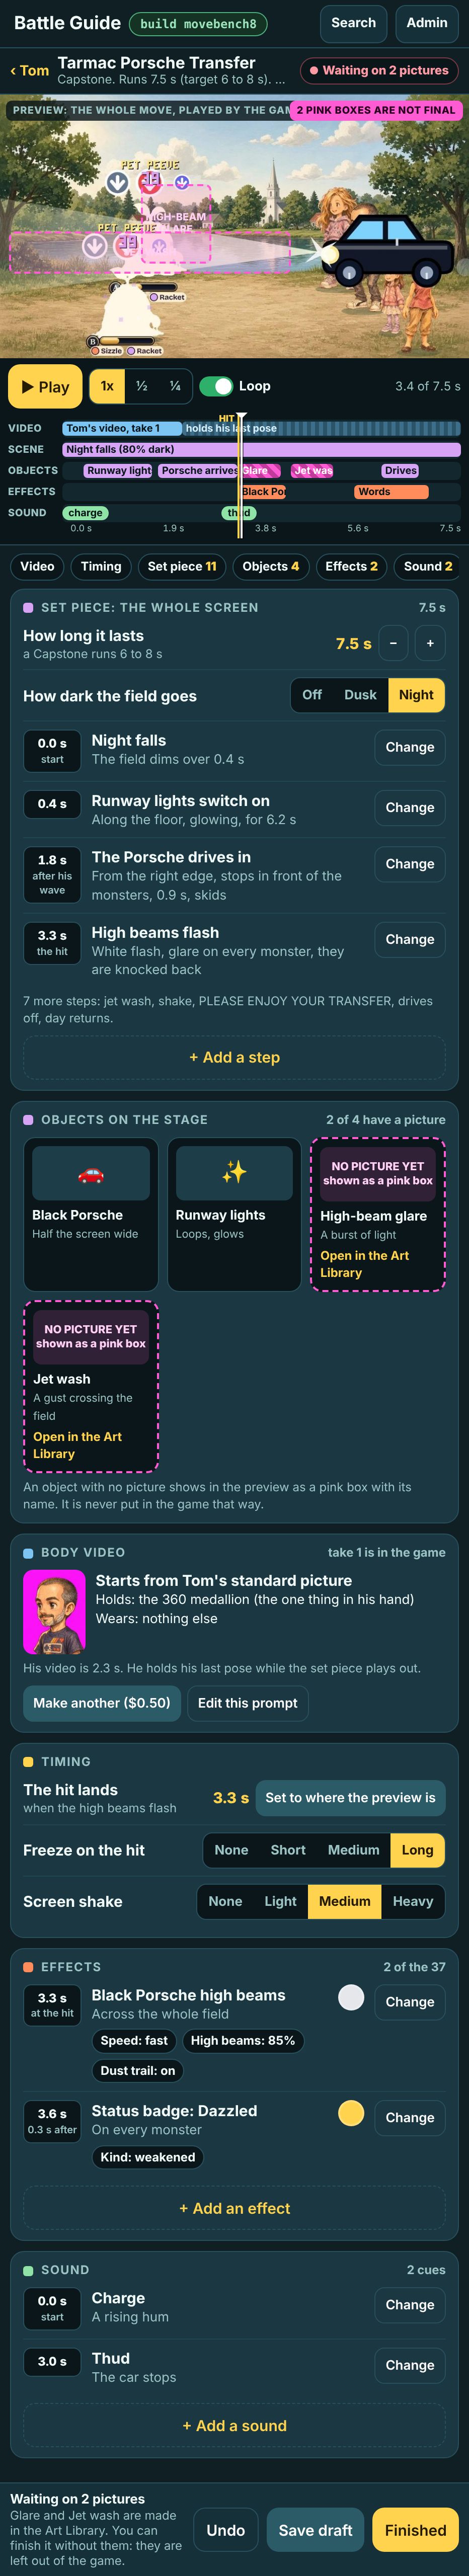 Battle Guide
build movebench8
Search
Admin
‹ Tom
Tarmac Porsche Transfer
Capstone. Runs 7.5 s (target 6 to 8 s). ...
Waiting on 2 pictures
PREVIEW: THE WHOLE MOVE, PLAYED BY THE
2 PINK BOXES ARE NOT FINAL
PET PEEVE
HIGH-BEAM
PET PEEVE
Racket
B
Sizzle
Racket
Play
1x
½
¼
Loop
3.4 of 7.5 s
HIT
VIDEO
Tom's video, take 1
holds his last pose
SCENE
Night falls (80% dark)
OBJECTS
Runway light
Porsche arrives
Glare
Jet was
Drives
EFFECTS
Black Por
Words
SOUND
charge
thud
0.0 s
1.9 s
3.8 s
5.6 s
7.5 s
Video
Timing
Set piece 11
Objects 4
Effects 2
Sound 2
SET PIECE: THE WHOLE SCREEN
7.5 s
How long it lasts
a Capstone runs 6 to 8 s
7.5 s
−
+
How dark the field goes
Off
Dusk
Night
0.0 s
start
Night falls
The field dims over 0.4 s
Change
0.4 s
Runway lights switch on
Along the floor, glowing, for 6.2 s
Change
1.8 s
after his
wave
The Porsche drives in
From the right edge, stops in front of the
monsters, 0.9 s, skids
Change
3.3 s
the hit
High beams flash
White flash, glare on every monster, they
are knocked back
Change
7 more steps: jet wash, shake, PLEASE ENJOY YOUR TRANSFER, drives
off, day returns.
+ Add a step
OBJECTS ON THE STAGE
2 of 4 have a picture
Black Porsche
Half the screen wide
Runway lights
Loops, glows
NO PICTURE YET
shown as a pink box
High-beam glare
A burst of light
Open in the Art
Library
NO PICTURE YET
shown as a pink box
Jet wash
A gust crossing the
field
Open in the Art
Library
An object with no picture shows in the preview as a pink box with its
name. It is never put in the game that way.
BODY VIDEO
take 1 is in the game
Starts from Tom's standard picture
Holds: the 360 medallion (the one thing in his hand)
Wears: nothing else
His video is 2.3 s. He holds his last pose while the set piece plays out.
Make another ($0.50)
Edit this prompt
TIMING
The hit lands
when the high beams flash
3.3 s
Set to where the preview is
Freeze on the hit
None
Short
Medium
Long
Screen shake
None
Light
Medium
Heavy
EFFECTS
2 of the 37
3.3 s
at the hit
Black Porsche high beams
Across the whole field
Speed: fast
High beams: 85%
Dust trail: on
Change
3.6 s
0.3 s after
Status badge: Dazzled
On every monster
Kind: weakened
Change
+ Add an effect
SOUND
2 cues
0.0 s
start
Charge
A rising hum
Change
3.0 s
Thud
The car stops
Change
+ Add a sound
Waiting on 2 pictures
Glare and Jet wash are made
in the Art Library. You can
finish it without them: they are
left out of the game.
Undo
Save draft
Finished